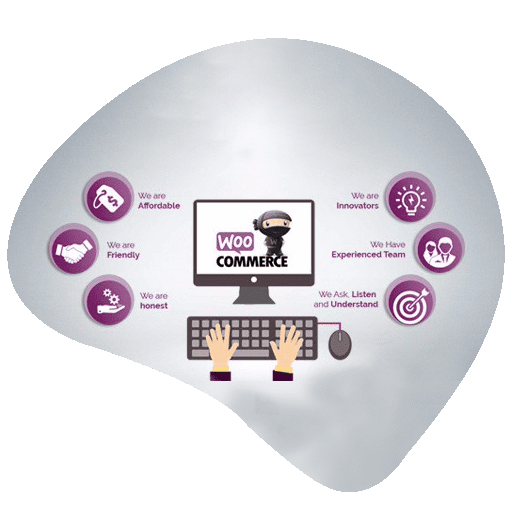 We are
Affordable
We are
Friendly
We are
honest
WOO
COMMERCE
We are
Innovators
We Have
Experienced Team
We Ask, Listen
and Understand